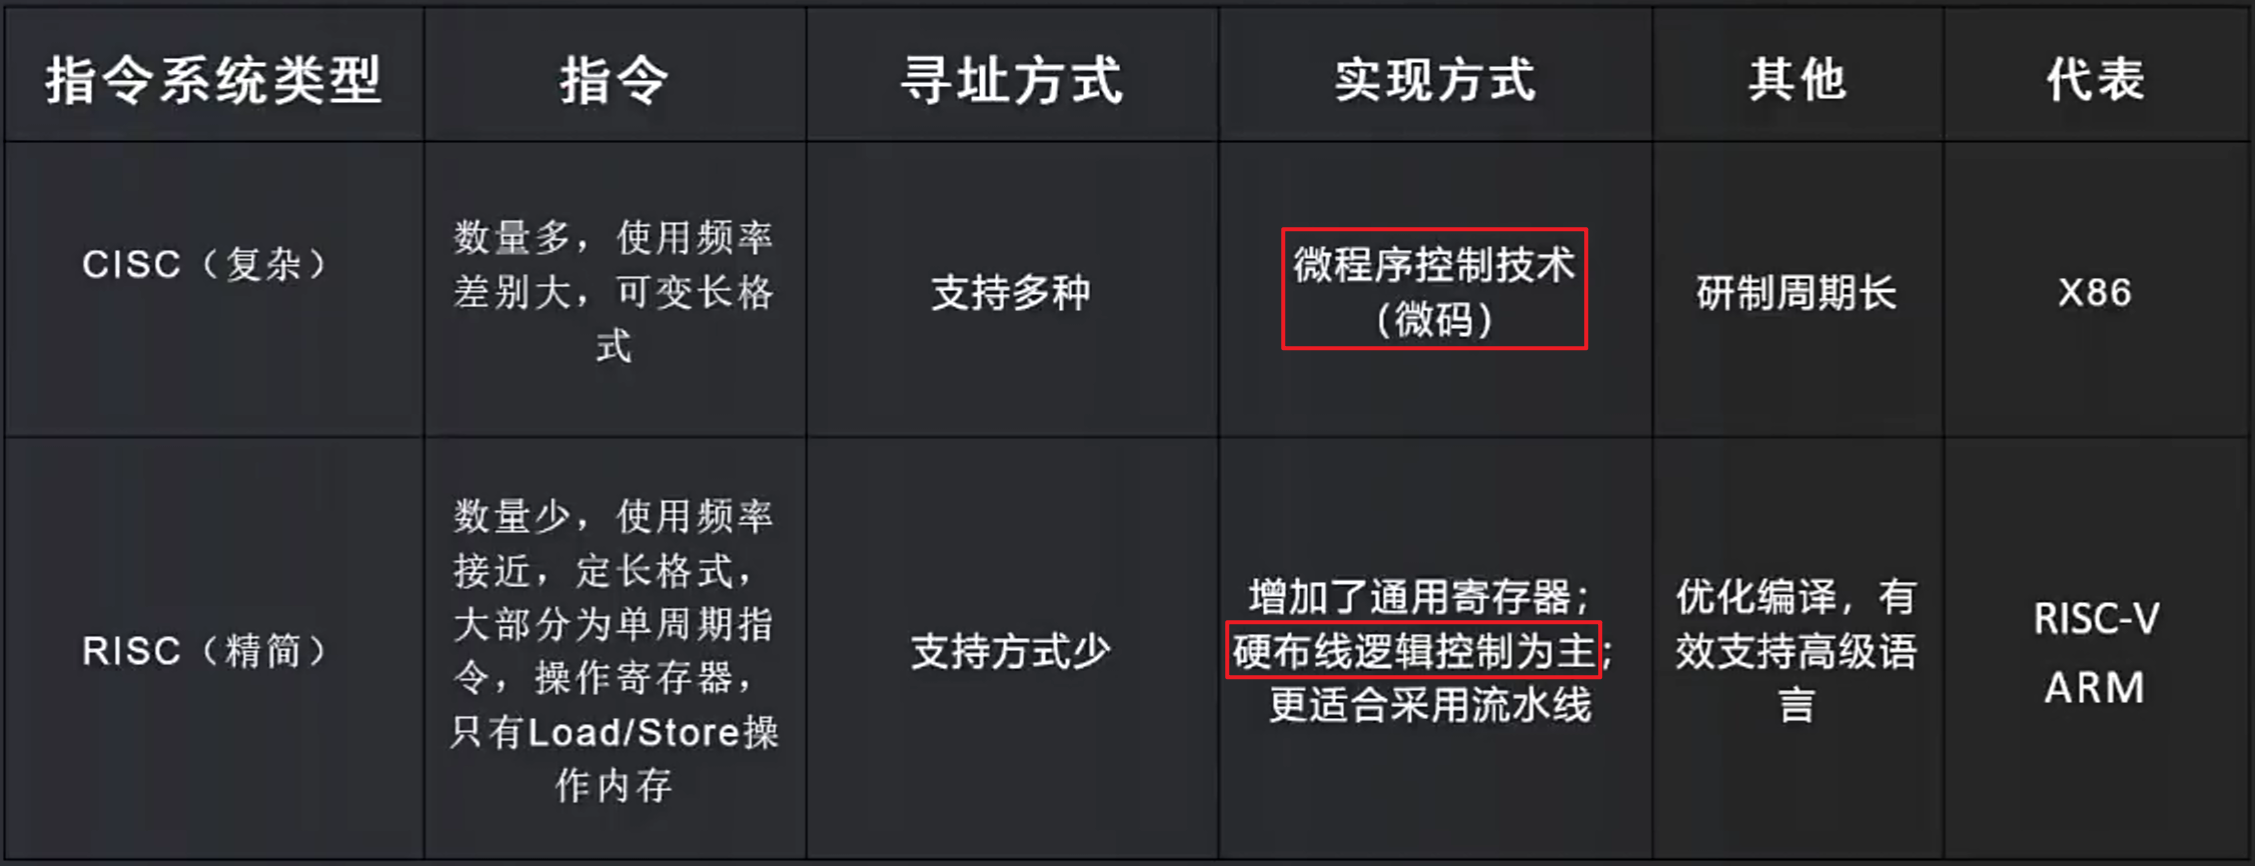 指令系统类型
指令
寻址方式
实现方式
其他
代表
CISC（复杂）
数量多，使用频率
差别大，可变长格
式
支持多种
微程序控制技术
（微码）
研制周期长
X86
RISC（精简）
数量少，使用频率
接近，定长格式，
大部分为单周期指
令，操作寄存器，
只有Load/Store操
作内存
支持方式少
增加了通用寄存器；
硬布线逻辑控制为主；
更适合采用流水线
优化编译，有
效支持高级语
言
RISC-V
ARM